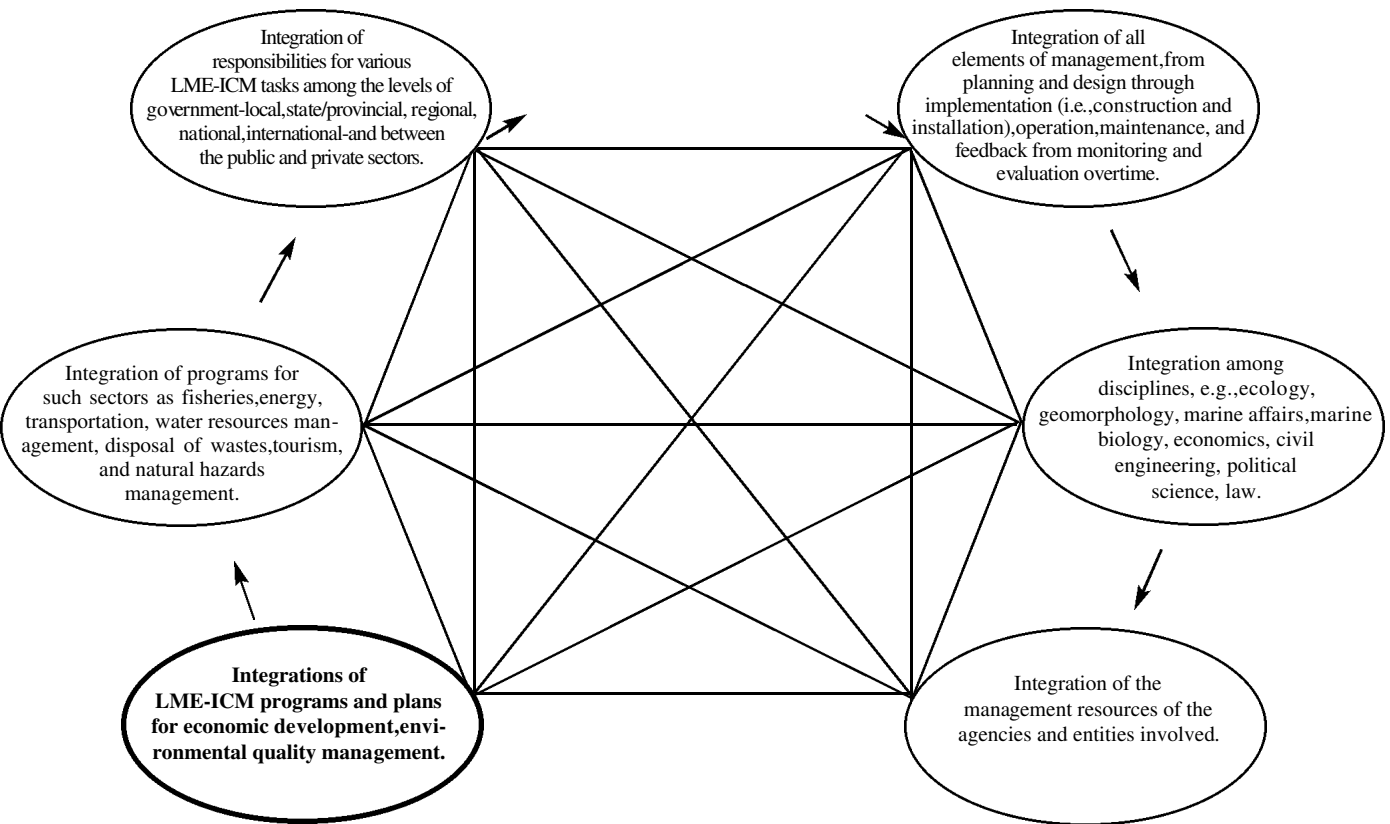 Integration of
responsibilities for various
LME-ICM tasks among the levels of
government-local,state/provincial, regional,
national,international-and between
the public and private sectors.
Integration of all
elements of management,from
planning and design through
implementation (i.e.,construction and
installation),operation,maintenance, and
feedback from monitoring and
evaluation overtime.
Integration of programs for
such sectors as fisheries,energy,
transportation, water resources man-
agement, disposal of wastes,tourism,
and natural hazards
management.
Integration among
disciplines, e.g.,ecology,
geomorphology, marine affairs,marine
biology, economics, civil
engineering, political
science, law.
Integrations of
LME-ICM programs and plans
for economic development,envi-
ronmental quality management.
Integration of the
management resources of the
agencies and entities involved.